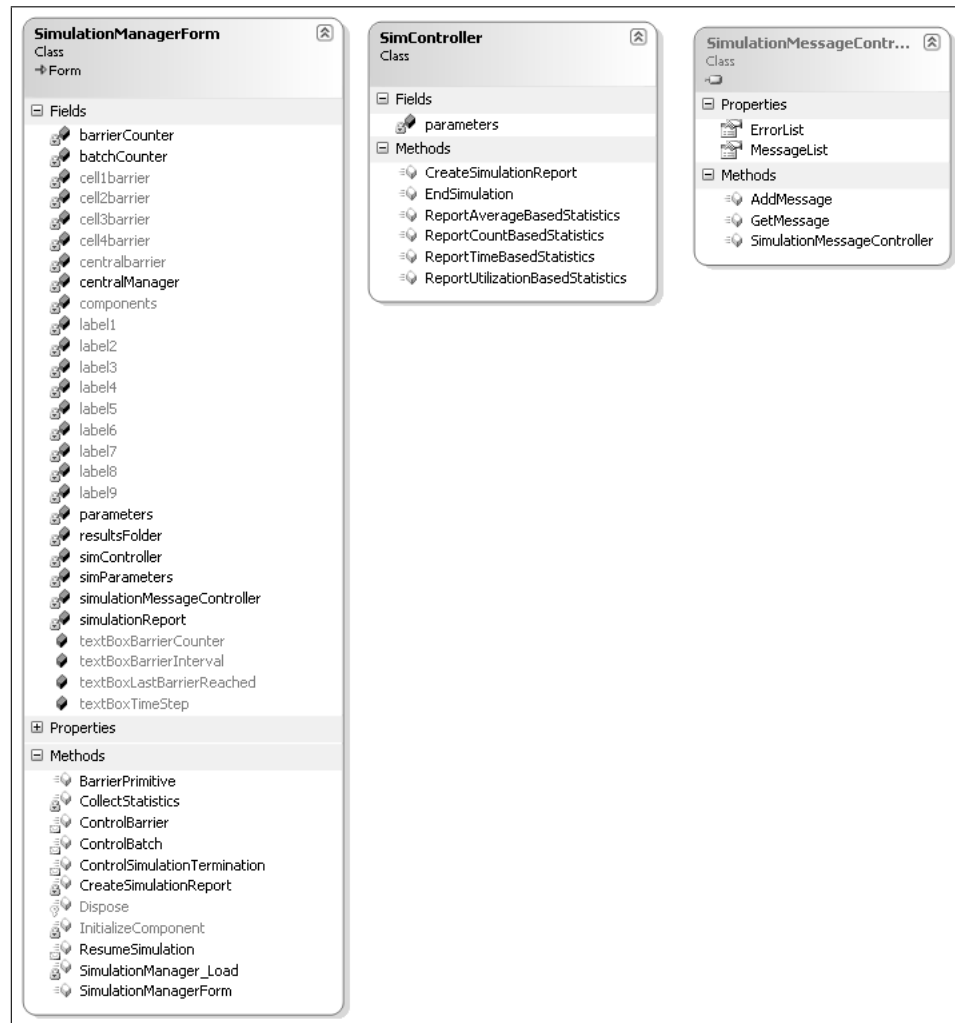 SimulationManagerForm
Class
Form
Fields
barrierCounter
batchCounter
cell1barrier
cell2barrier
cell3barrier
cell4barrier
centralbarrier
centralManager
components
label1
label2
label3
label4
label5
label6
label7
label8
label9
parameters
resultsFolder
simController
simParameters
simulationMessageController
simulationReport
textBoxBarrierCounter
textBoxBarrierInterval
textBoxLastBarrierReached
textBoxTimeStep
Properties
Methods
BarrierPrimitive
CollectStatistics
ControlBarrier
ControlBatch
ControlSimulationTermination
CreateSimulationReport
Dispose
InitializeComponent
ResumeSimulation
SimulationManager_Load
SimulationManagerForm
SimController
Class
Fields
parameters
Methods
CreateSimulationReport
EndSimulation
ReportAverageBasedStatistics
ReportCountBasedStatistics
ReportTimeBasedStatistics
ReportUtilizationBasedStatistics
SimulationMessageContr...
Class
Properties
ErrorList
MessageList
Methods
AddMessage
GetMessage
SimulationMessageController